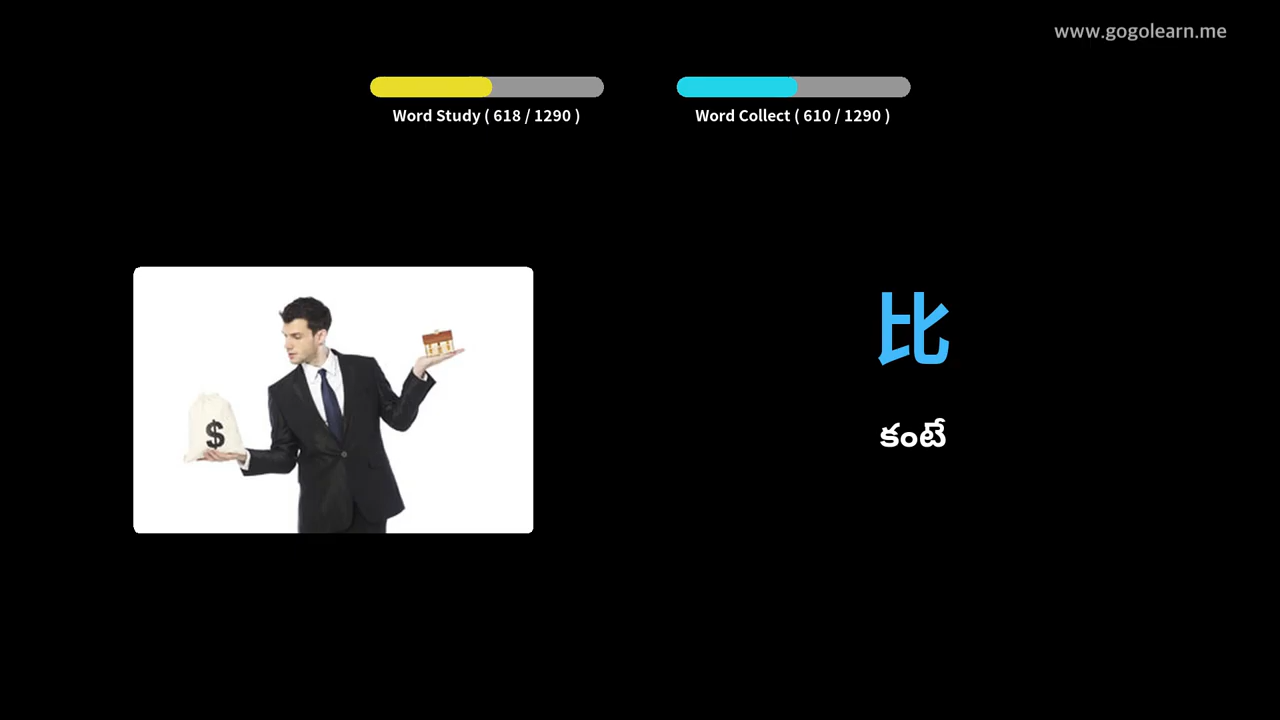 www.gogolearn.me
Word Study ( 618 / 1290 )
Word Collect ( 610 / 1290 )
$
比
కంటే